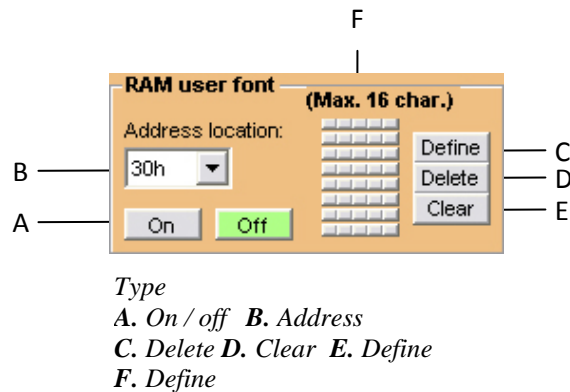 F
RAM user font
(Max. 16 char.)
Address location:
30h
Define
Delete
Clear
On
Off
B
A
C
D
E
Type
A. On / off B. Address
C. Delete D. Clear E. Define
F. Define